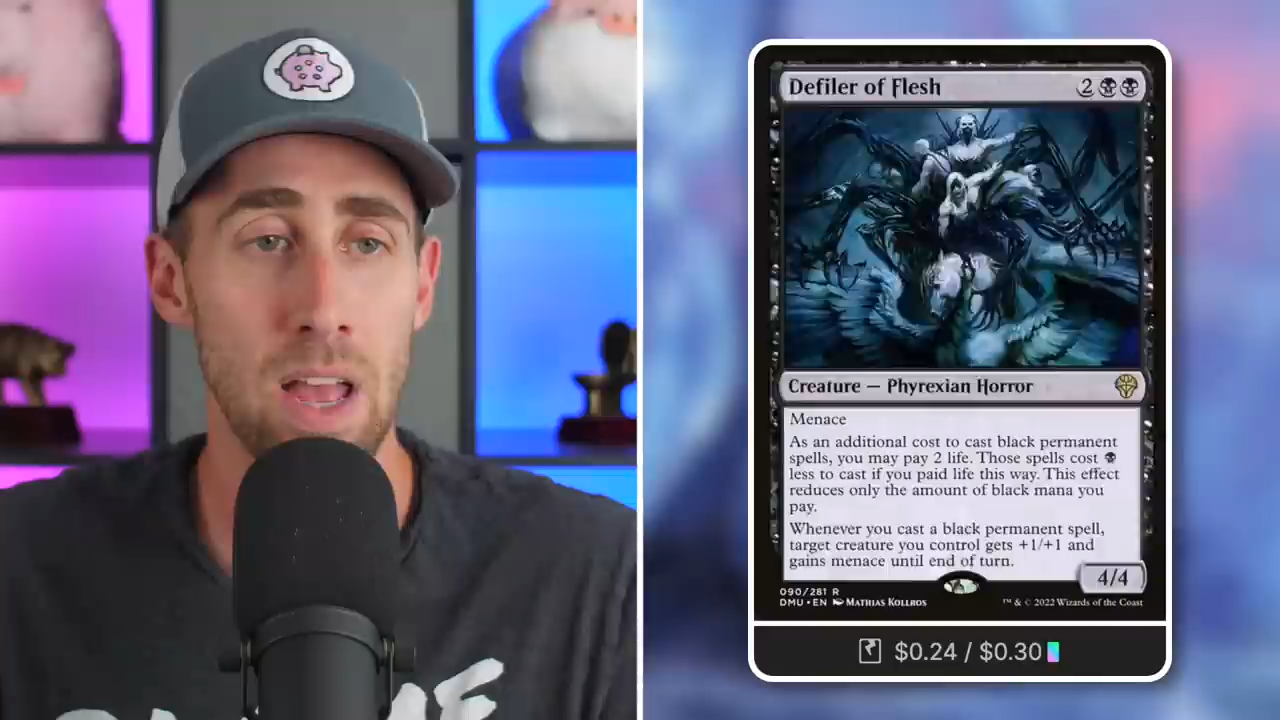 Defiler of Flesh 2
Creature — Phyrexian Horror
Menace
As an additional cost to cast black permanent
spells, you may pay 2 life. Those spells cost
less to cast if you paid life this way. This effect
reduces only the amount of black mana you
pay.
Whenever you cast a black permanent spell,
target creature you control gets +1/+1 and
gains menace until end of turn.
4/4
090/281 R
DMU • EN Mathias Kollros
™ & © 2022 Wizards of the Coast
$0.24 / $0.30